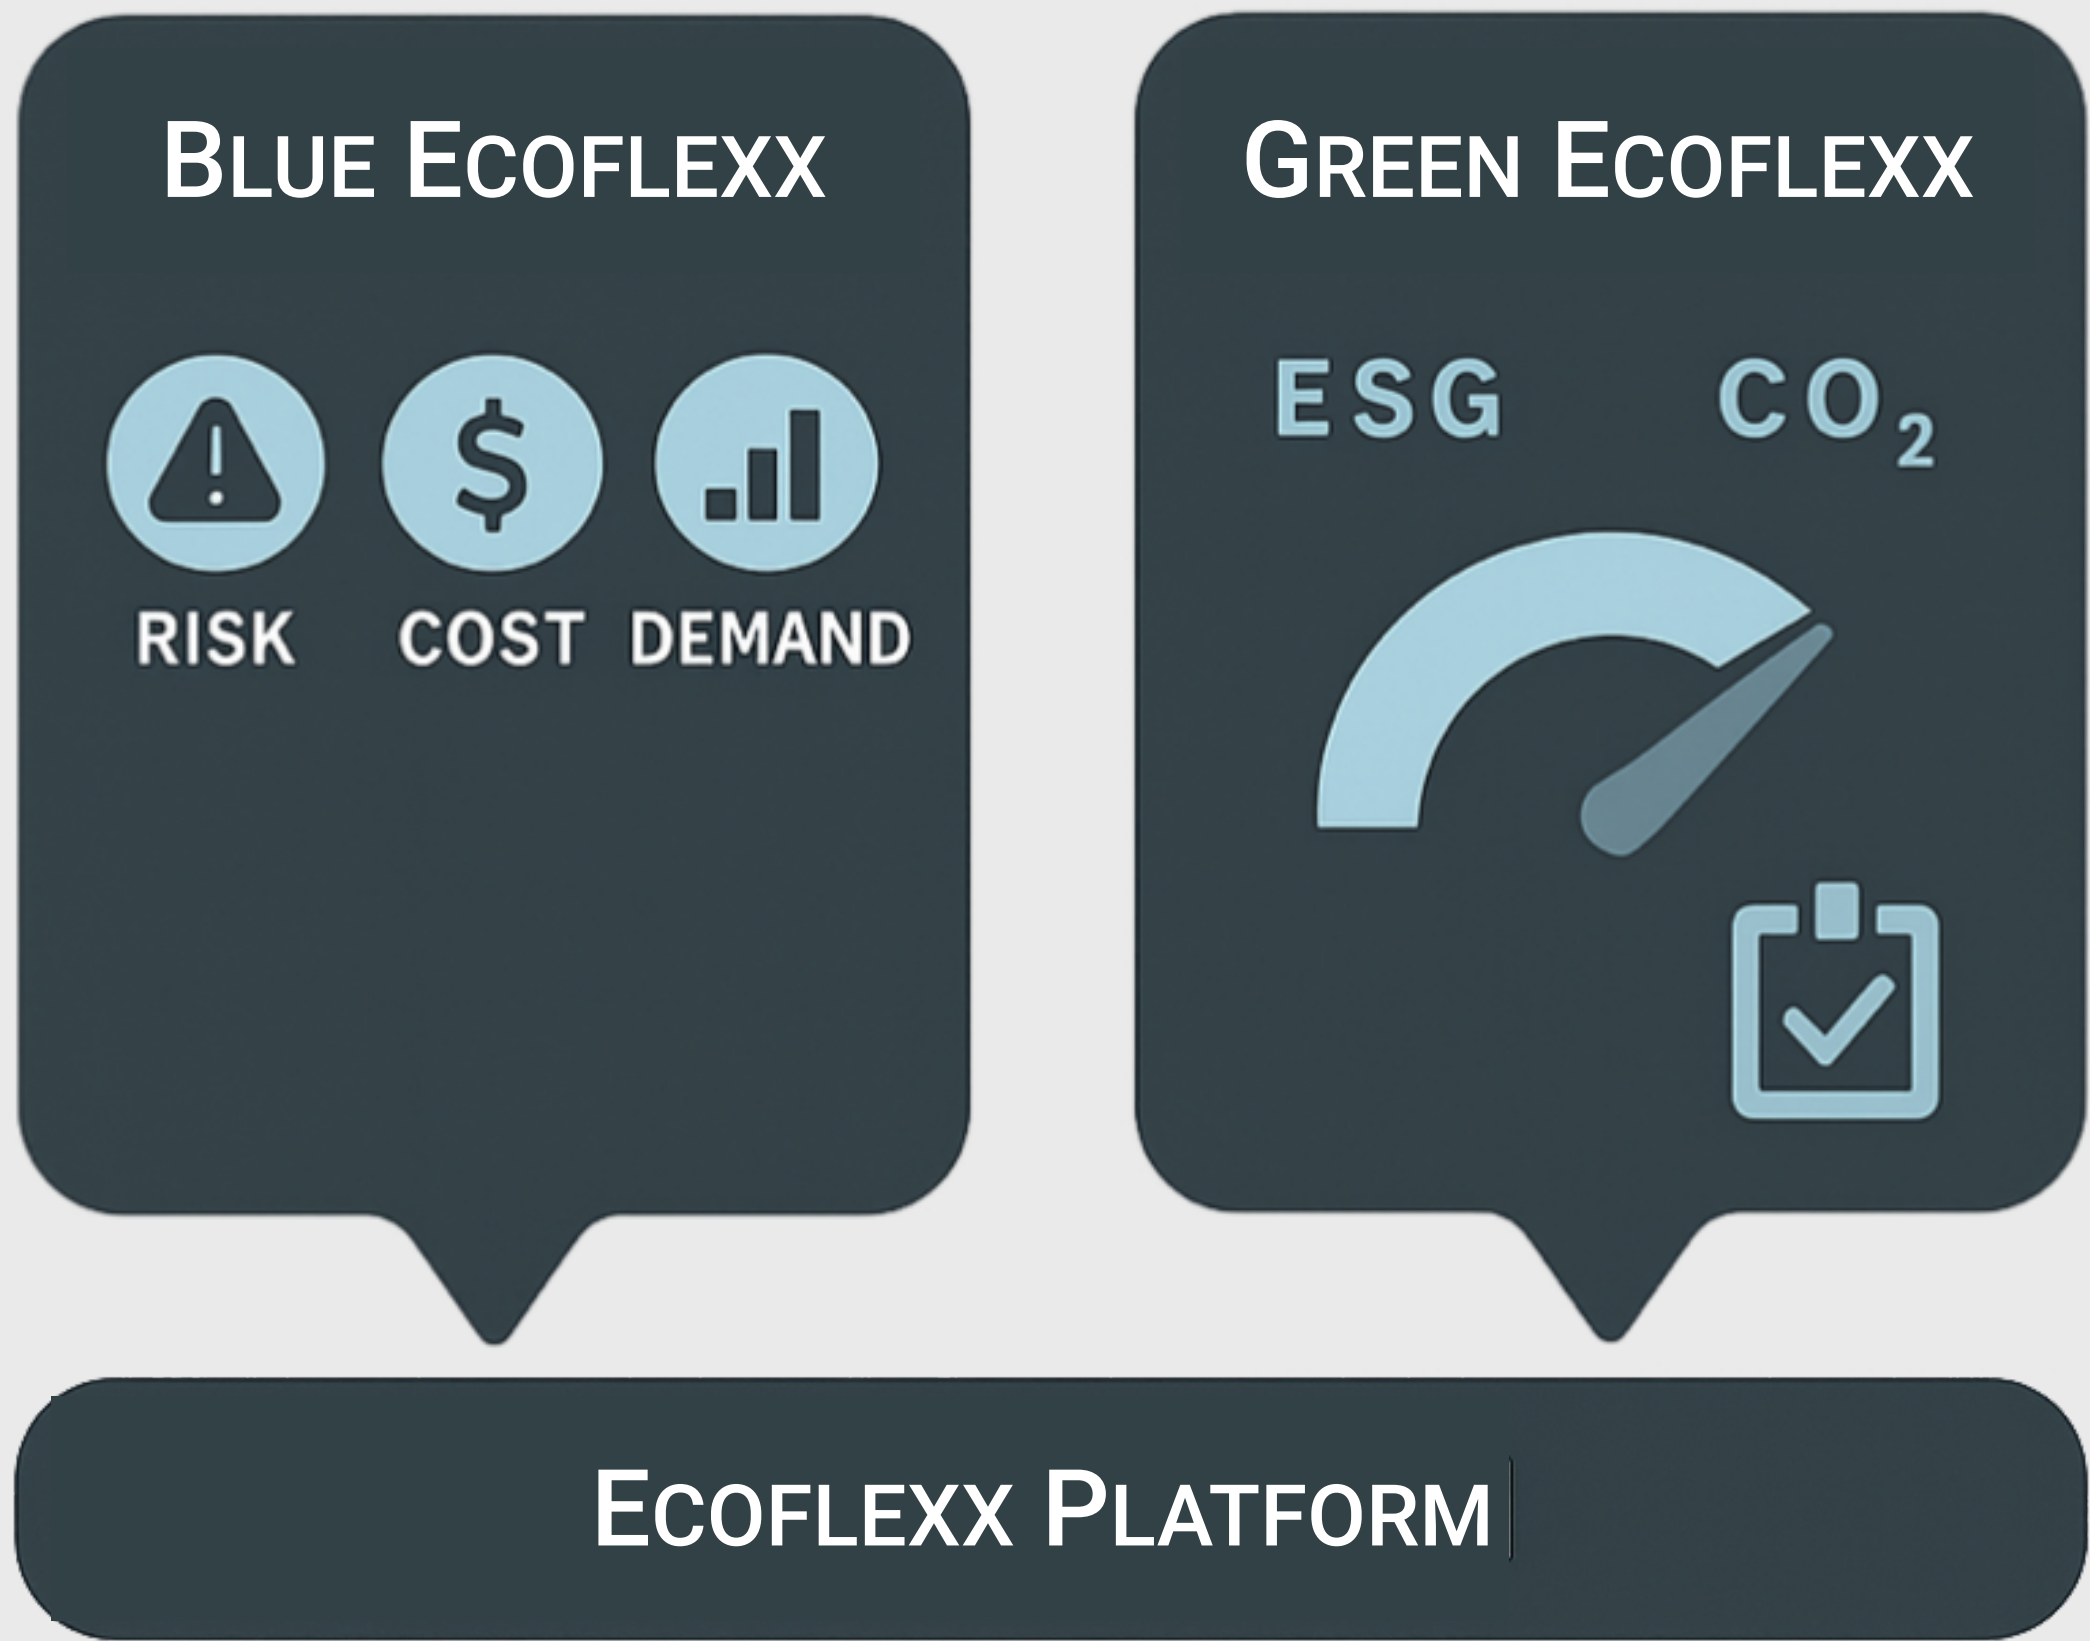 Blue Ecoflexx
RISK COST DEMAND
Green Ecoflexx
ESG CO₂
Ecoflexx Platform